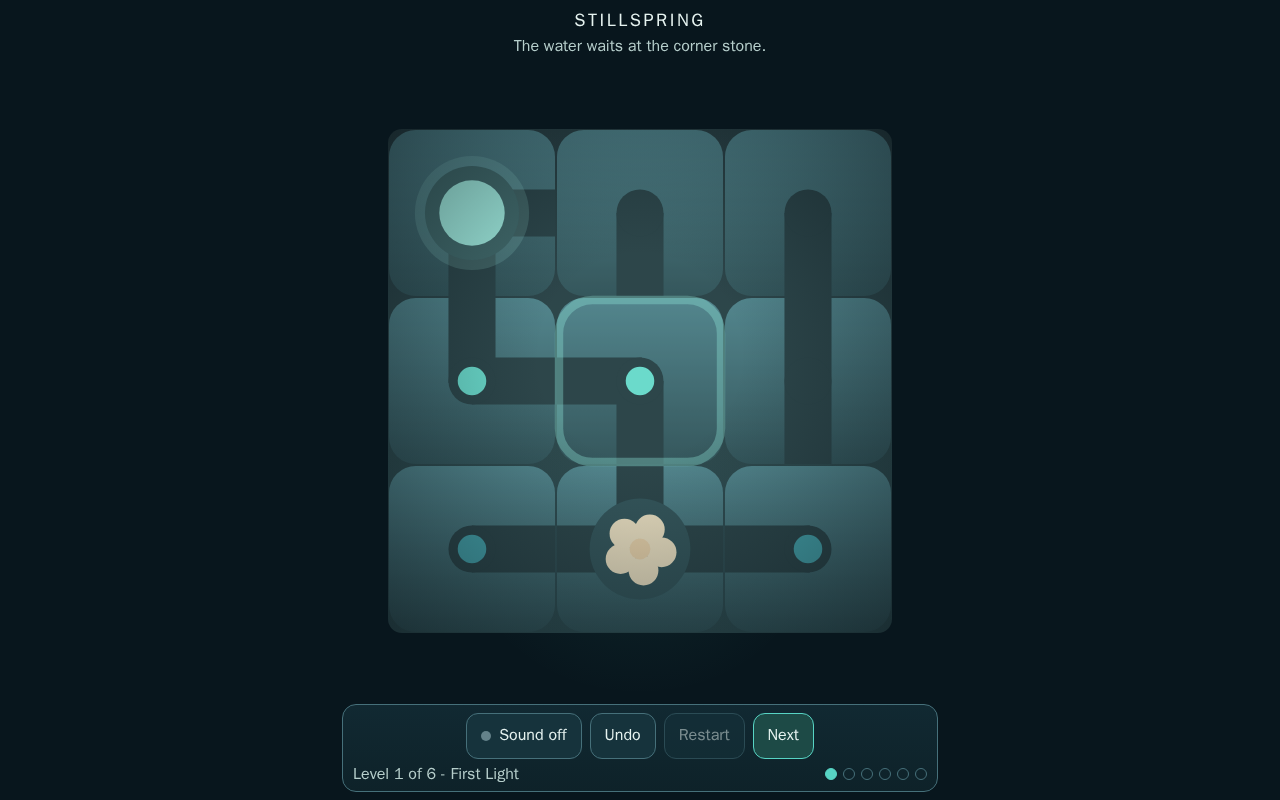 STILLSPRING
The water waits at the corner stone.
Sound off
Undo
Restart
Next
Level 1 of 6 - First Light